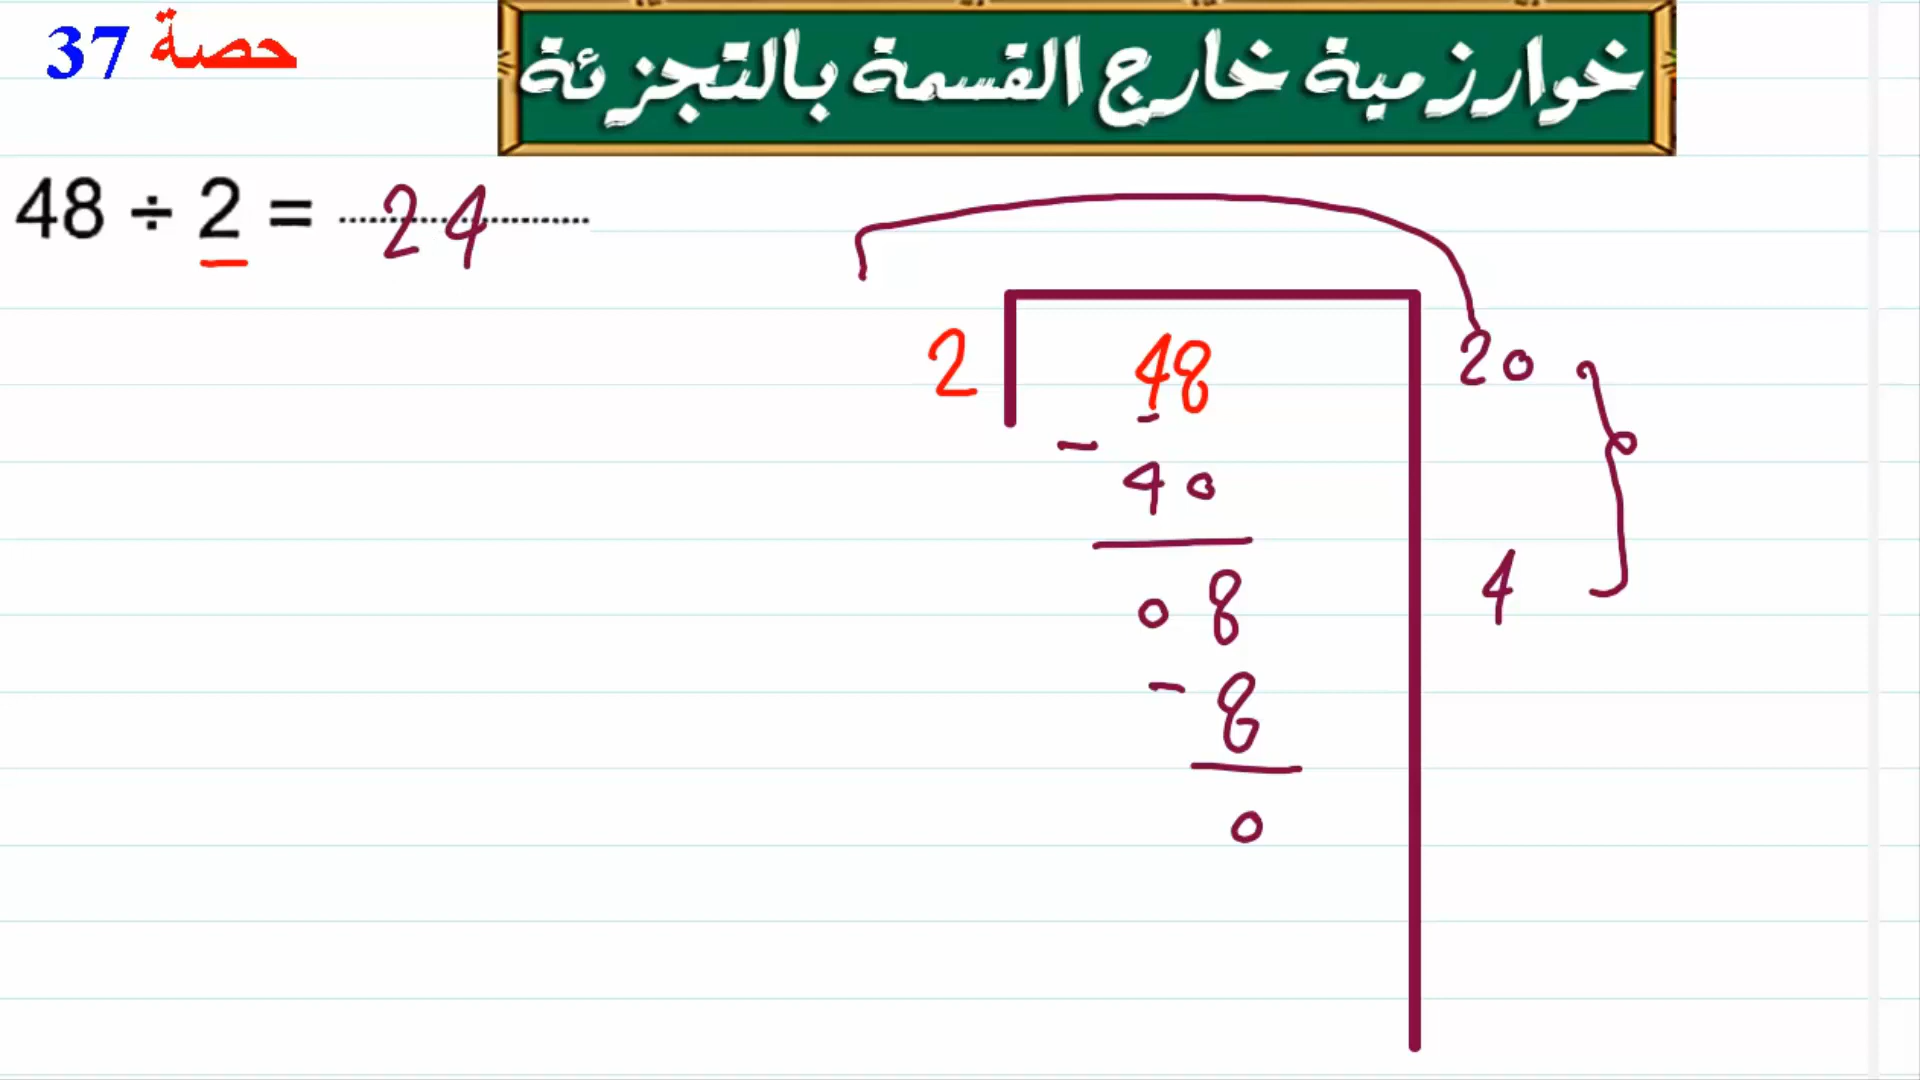 حصة 37
خوارزمية خارج القسمة بالتجزئة
48 ÷ 2 = 24
2 48 20
- 40
08 4
- 8
0